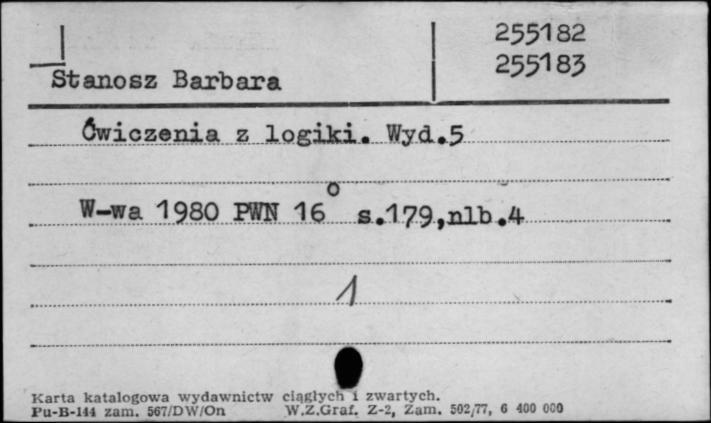 255182
255183
Stanosz Barbara
Ćwiczenia z logiki. Wyd.5
W-wa 1980 PWN 16° s.179,nlb.4
1
Karta katalogowa wydawnictw ciągłych i zwartych.
Pu-B-144 zam. 567/DW/On W.Z.Graf. Z-2, Zam. 502/77, 6 400 000